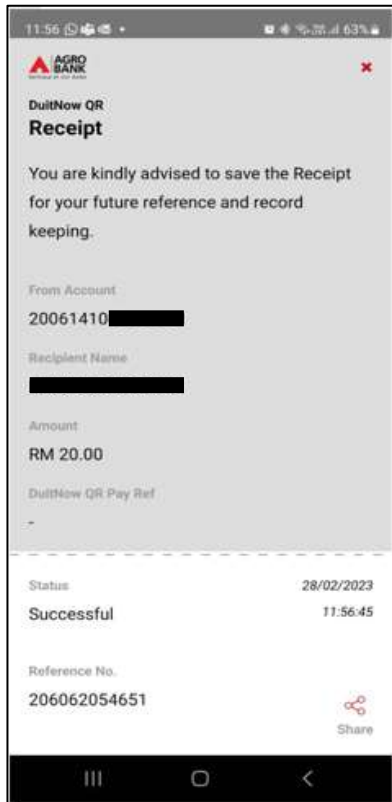 11:56
63%
AGRO
BANK
DuitNow QR
Receipt
You are kindly advised to save the Receipt
for your future reference and record
keeping.
From Account
20061410
Recipient Name
Amount
RM 20.00
DuitNow QR Pay Ref
-
Status
28/02/2023
Successful
11:56:45
Reference No.
206062054651
Share